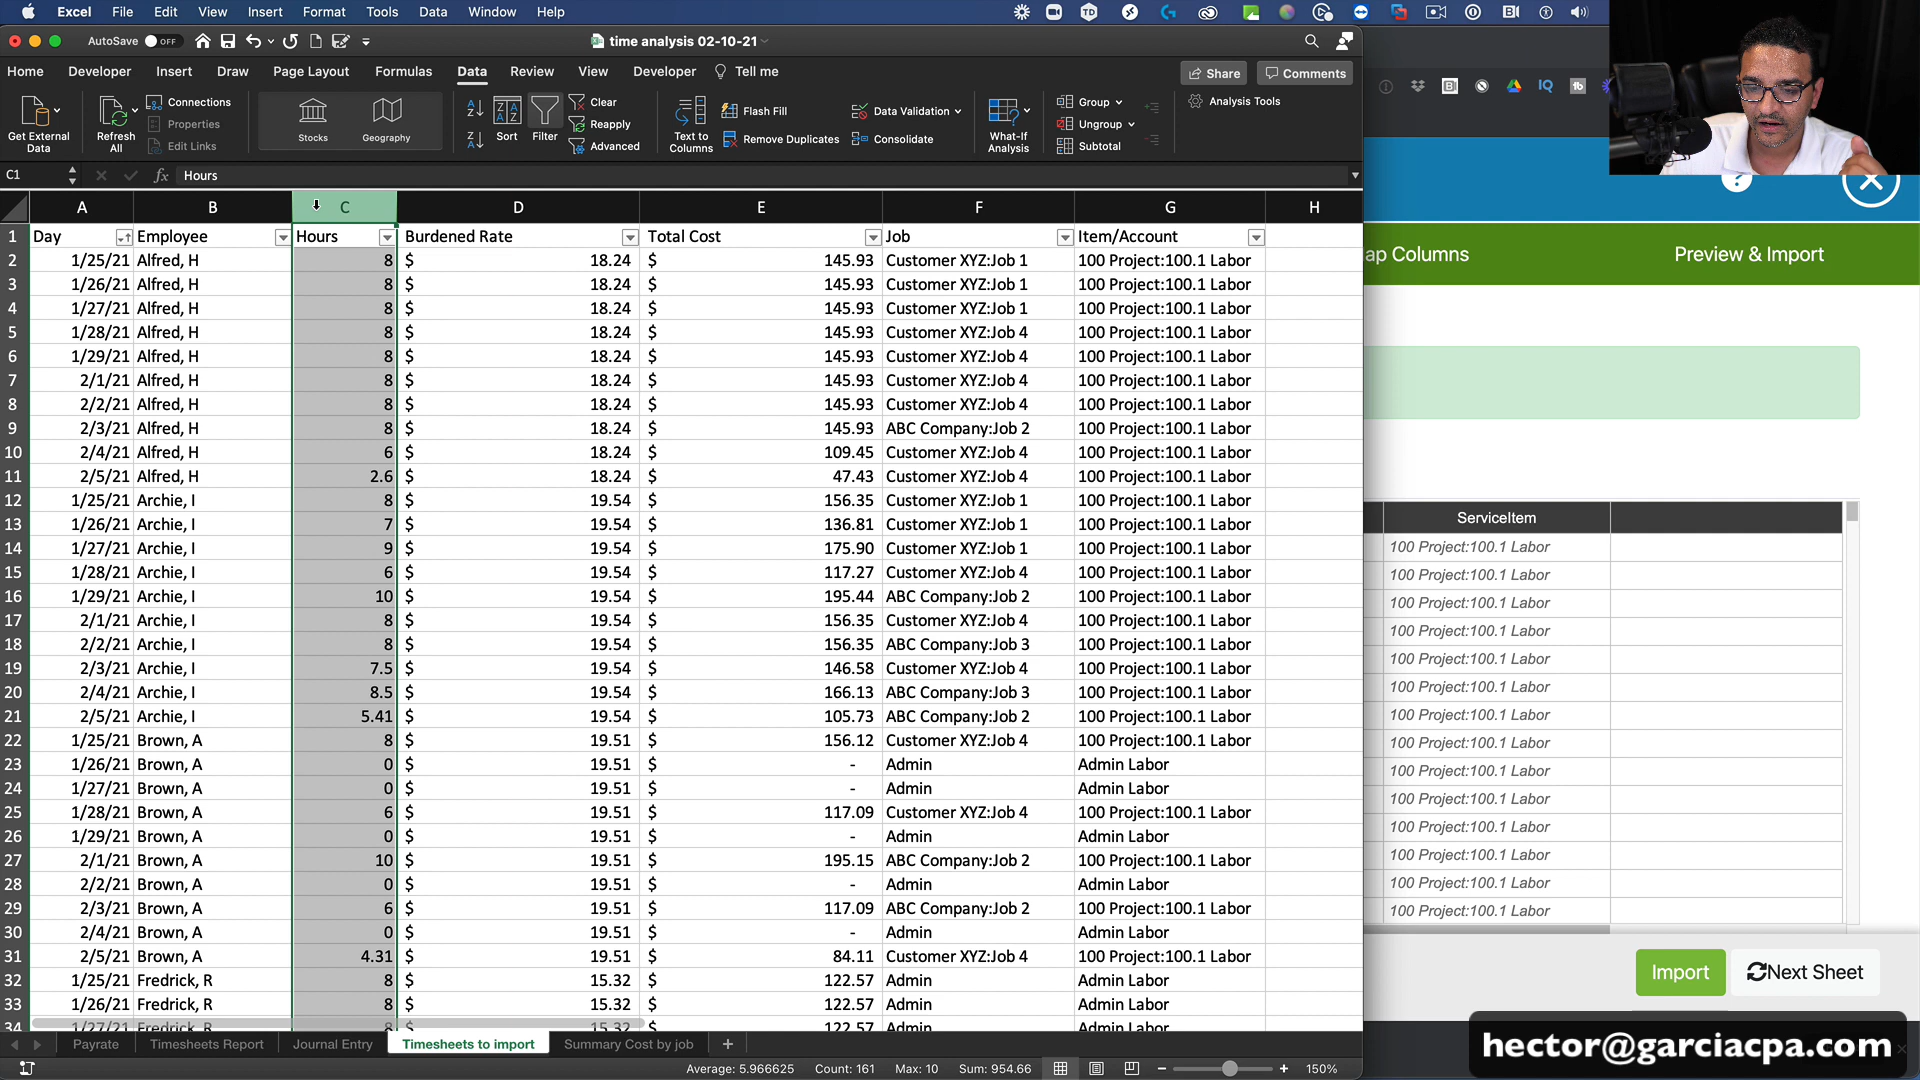 Excel File Edit View Insert Format Tools Data Window Help
AutoSave OFF time analysis 02-10-21
Home Developer Insert Draw Page Layout Formulas Data Review View Developer Tell me Share Comments
Get External Data Refresh All Connections Properties Edit Links Stocks Geography Sort Filter Clear Reapply Advanced Text to Columns Flash Fill Remove Duplicates Data Validation Consolidate What-If Analysis Group Ungroup Subtotal Analysis Tools
C1 fx Hours
A B C D E F G H
1 Day Employee Hours Burdened Rate Total Cost Job Item/Account
2 1/25/21 Alfred, H 8 $ 18.24 $ 145.93 Customer XYZ:Job 1 100 Project:100.1 Labor
3 1/26/21 Alfred, H 8 $ 18.24 $ 145.93 Customer XYZ:Job 1 100 Project:100.1 Labor
4 1/27/21 Alfred, H 8 $ 18.24 $ 145.93 Customer XYZ:Job 1 100 Project:100.1 Labor
5 1/28/21 Alfred, H 8 $ 18.24 $ 145.93 Customer XYZ:Job 4 100 Project:100.1 Labor
6 1/29/21 Alfred, H 8 $ 18.24 $ 145.93 Customer XYZ:Job 4 100 Project:100.1 Labor
7 2/1/21 Alfred, H 8 $ 18.24 $ 145.93 Customer XYZ:Job 4 100 Project:100.1 Labor
8 2/2/21 Alfred, H 8 $ 18.24 $ 145.93 Customer XYZ:Job 4 100 Project:100.1 Labor
9 2/3/21 Alfred, H 8 $ 18.24 $ 145.93 ABC Company:Job 2 100 Project:100.1 Labor
10 2/4/21 Alfred, H 6 $ 18.24 $ 109.45 Customer XYZ:Job 4 100 Project:100.1 Labor
11 2/5/21 Alfred, H 2.6 $ 18.24 $ 47.43 Customer XYZ:Job 4 100 Project:100.1 Labor
12 1/25/21 Archie, I 8 $ 19.54 $ 156.35 Customer XYZ:Job 1 100 Project:100.1 Labor
13 1/26/21 Archie, I 7 $ 19.54 $ 136.81 Customer XYZ:Job 1 100 Project:100.1 Labor
14 1/27/21 Archie, I 9 $ 19.54 $ 175.90 Customer XYZ:Job 1 100 Project:100.1 Labor
15 1/28/21 Archie, I 6 $ 19.54 $ 117.27 Customer XYZ:Job 4 100 Project:100.1 Labor
16 1/29/21 Archie, I 10 $ 19.54 $ 195.44 ABC Company:Job 2 100 Project:100.1 Labor
17 2/1/21 Archie, I 8 $ 19.54 $ 156.35 Customer XYZ:Job 4 100 Project:100.1 Labor
18 2/2/21 Archie, I 8 $ 19.54 $ 156.35 ABC Company:Job 3 100 Project:100.1 Labor
19 2/3/21 Archie, I 7.5 $ 19.54 $ 146.58 Customer XYZ:Job 4 100 Project:100.1 Labor
20 2/4/21 Archie, I 8.5 $ 19.54 $ 166.13 ABC Company:Job 3 100 Project:100.1 Labor
21 2/5/21 Archie, I 5.41 $ 19.54 $ 105.73 ABC Company:Job 2 100 Project:100.1 Labor
22 1/25/21 Brown, A 8 $ 19.51 $ 156.12 Customer XYZ:Job 4 100 Project:100.1 Labor
23 1/26/21 Brown, A 0 $ 19.51 $ - Admin Admin Labor
24 1/27/21 Brown, A 0 $ 19.51 $ - Admin Admin Labor
25 1/28/21 Brown, A 6 $ 19.51 $ 117.09 Customer XYZ:Job 4 100 Project:100.1 Labor
26 1/29/21 Brown, A 0 $ 19.51 $ - Admin Admin Labor
27 2/1/21 Brown, A 10 $ 19.51 $ 195.15 ABC Company:Job 2 100 Project:100.1 Labor
28 2/2/21 Brown, A 0 $ 19.51 $ - Admin Admin Labor
29 2/3/21 Brown, A 6 $ 19.51 $ 117.09 ABC Company:Job 2 100 Project:100.1 Labor
30 2/4/21 Brown, A 0 $ 19.51 $ - Admin Admin Labor
31 2/5/21 Brown, A 4.31 $ 19.51 $ 84.11 Customer XYZ:Job 4 100 Project:100.1 Labor
32 1/25/21 Fredrick, R 8 $ 15.32 $ 122.57 Admin Admin Labor
33 1/26/21 Fredrick, R 8 $ 15.32 $ 122.57 Admin Admin Labor
34 1/27/21 Fredrick, R 8 $ 15.32 $ 122.57 Admin Admin Labor
Payrate Timesheets Report Journal Entry Timesheets to import Summary Cost by job +
Average: 5.966625 Count: 161 Max: 10 Sum: 954.66 150%
ap Columns Preview & Import
ServiceItem
100 Project:100.1 Labor
100 Project:100.1 Labor
100 Project:100.1 Labor
100 Project:100.1 Labor
100 Project:100.1 Labor
100 Project:100.1 Labor
100 Project:100.1 Labor
100 Project:100.1 Labor
100 Project:100.1 Labor
100 Project:100.1 Labor
100 Project:100.1 Labor
100 Project:100.1 Labor
100 Project:100.1 Labor
100 Project:100.1 Labor
Import Next Sheet
hector@garciacpa.com